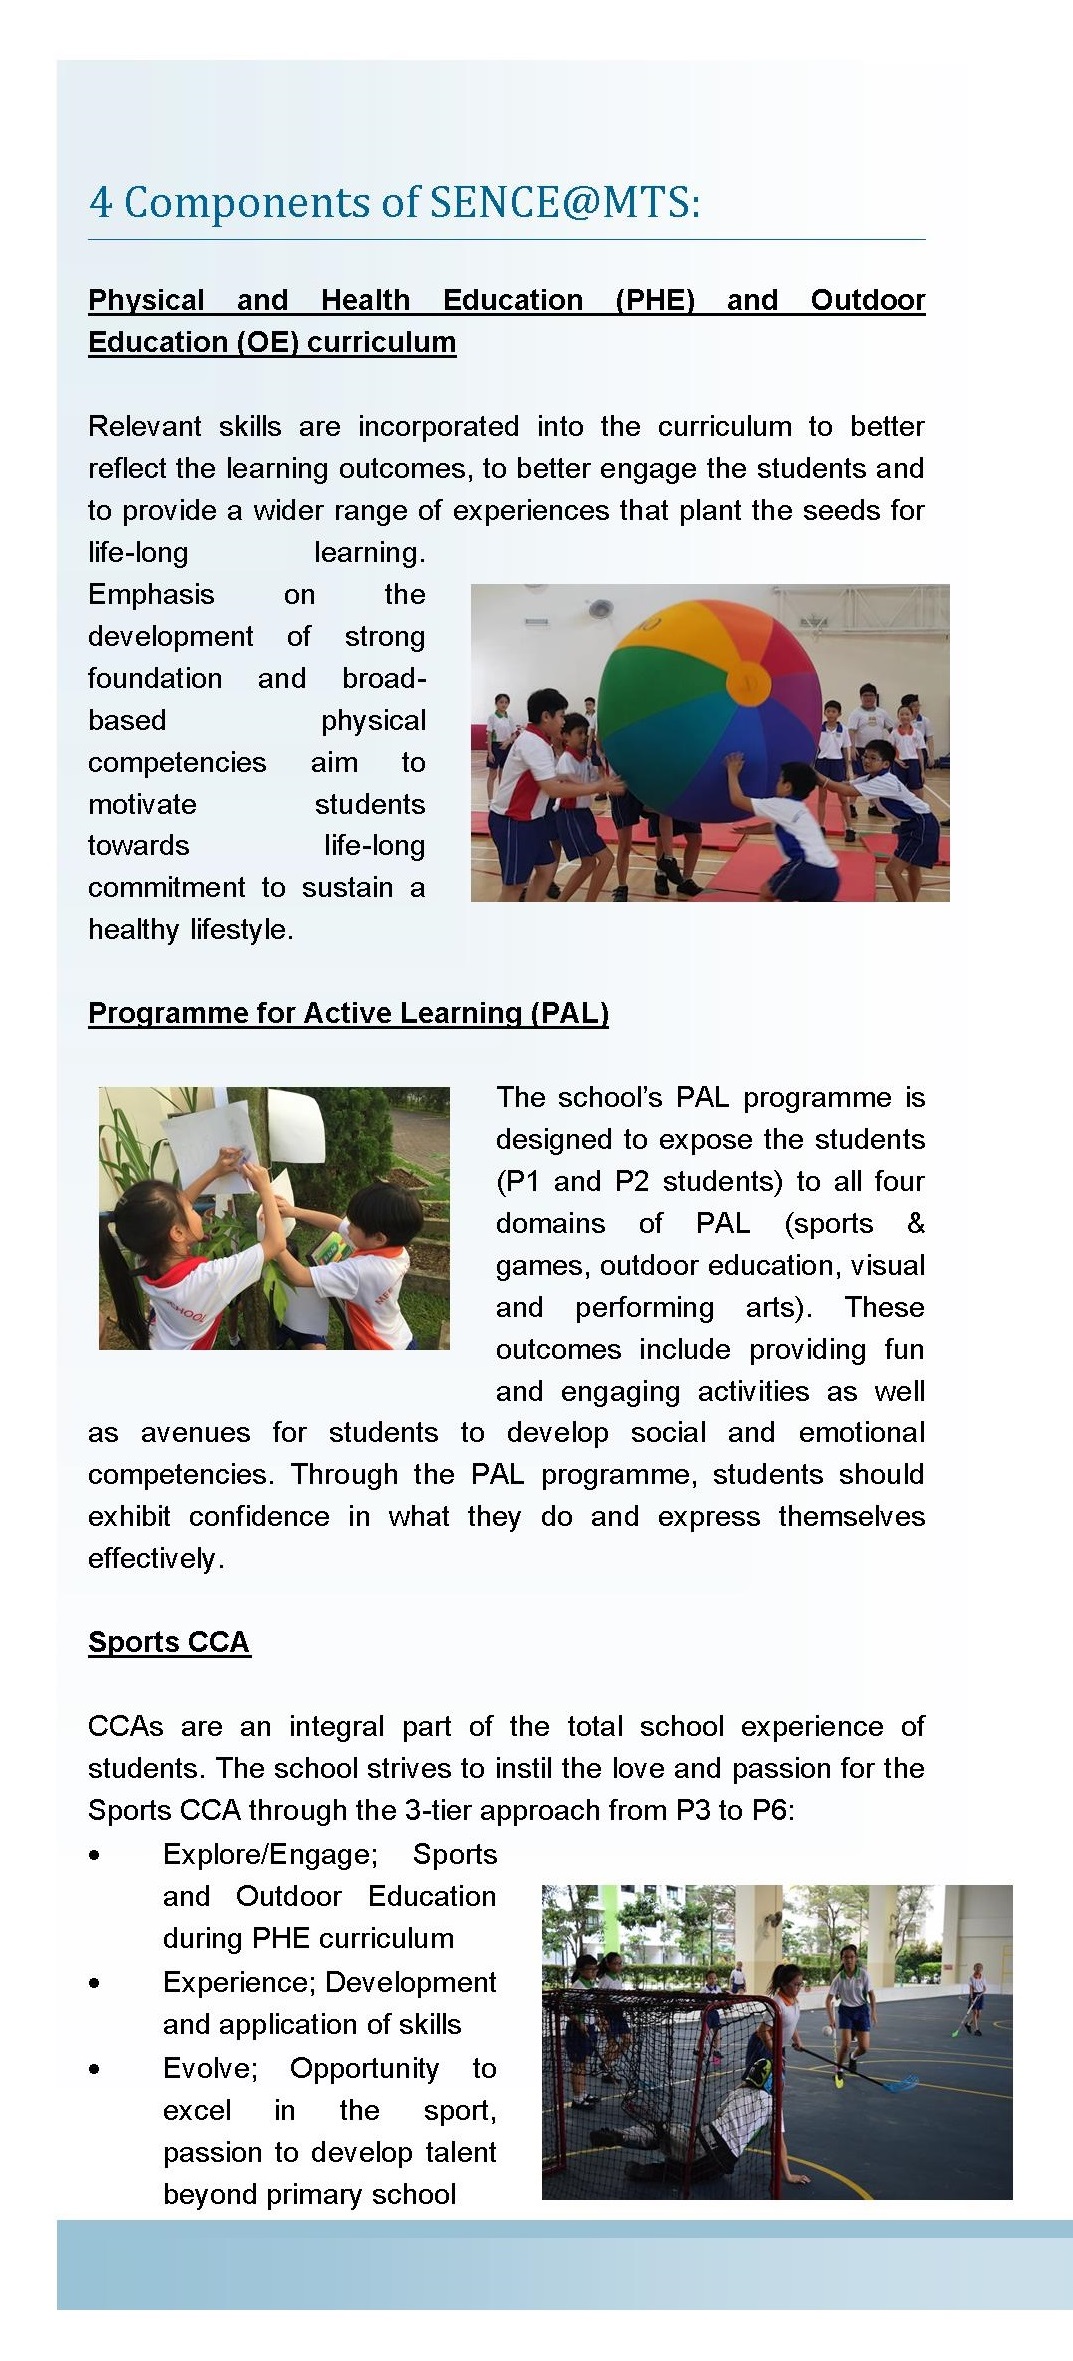 4 Components of SENCE@MTS:
Physical and Health Education (PHE) and Outdoor
Education (OE) curriculum
Relevant skills are incorporated into the curriculum to better
reflect the learning outcomes, to better engage the students and
to provide a wider range of experiences that plant the seeds for
life-long learning.
Emphasis on the
development of strong
foundation and broad-
based physical
competencies aim to
motivate students
towards life-long
commitment to sustain a
healthy lifestyle.
Programme for Active Learning (PAL)
The school’s PAL programme is
designed to expose the students
(P1 and P2 students) to all four
domains of PAL (sports &
games, outdoor education, visual
and performing arts). These
outcomes include providing fun
and engaging activities as well
as avenues for students to develop social and emotional
competencies. Through the PAL programme, students should
exhibit confidence in what they do and express themselves
effectively.
Sports CCA
CCAs are an integral part of the total school experience of
students. The school strives to instil the love and passion for the
Sports CCA through the 3-tier approach from P3 to P6:
• Explore/Engage; Sports
and Outdoor Education
during PHE curriculum
• Experience; Development
and application of skills
• Evolve; Opportunity to
excel in the sport,
passion to develop talent
beyond primary school